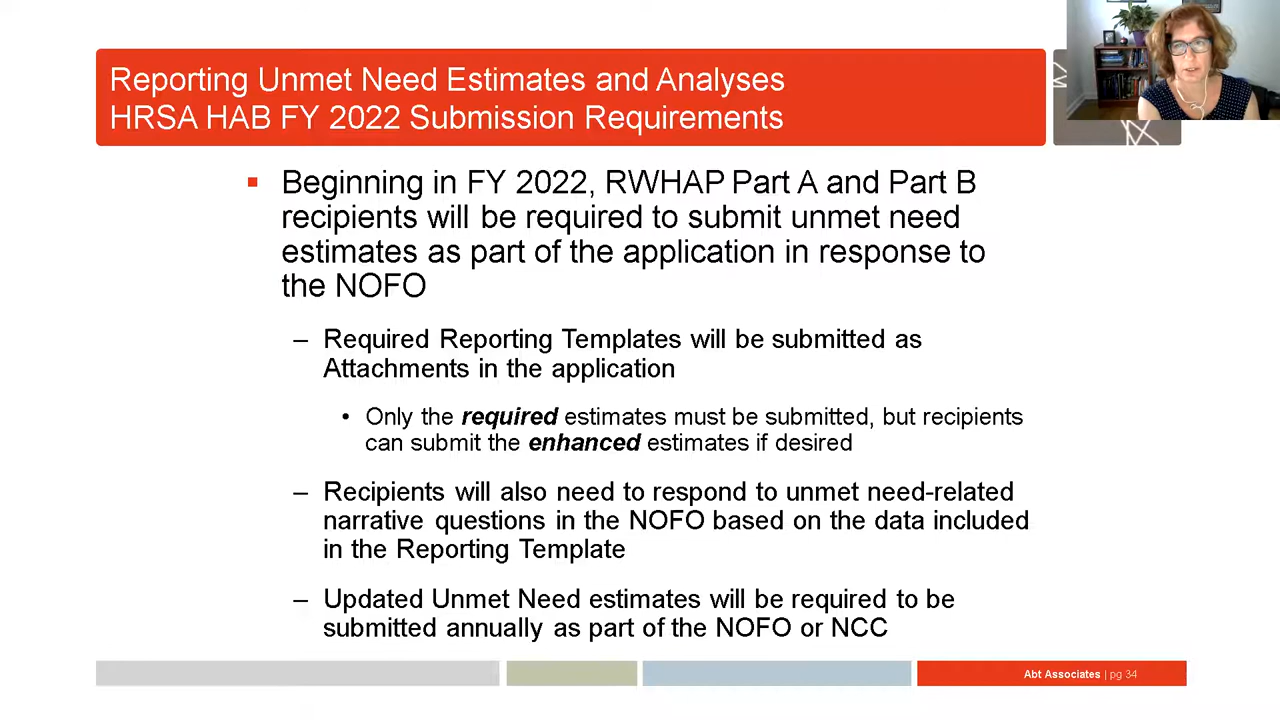 Reporting Unmet Need Estimates and Analyses
HRSA HAB FY 2022 Submission Requirements
▪ Beginning in FY 2022, RWHAP Part A and Part B
recipients will be required to submit unmet need
estimates as part of the application in response to
the NOFO
– Required Reporting Templates will be submitted as
Attachments in the application
• Only the required estimates must be submitted, but recipients
can submit the enhanced estimates if desired
– Recipients will also need to respond to unmet need-related
narrative questions in the NOFO based on the data included
in the Reporting Template
– Updated Unmet Need estimates will be required to be
submitted annually as part of the NOFO or NCC
Abt Associates | pg 34